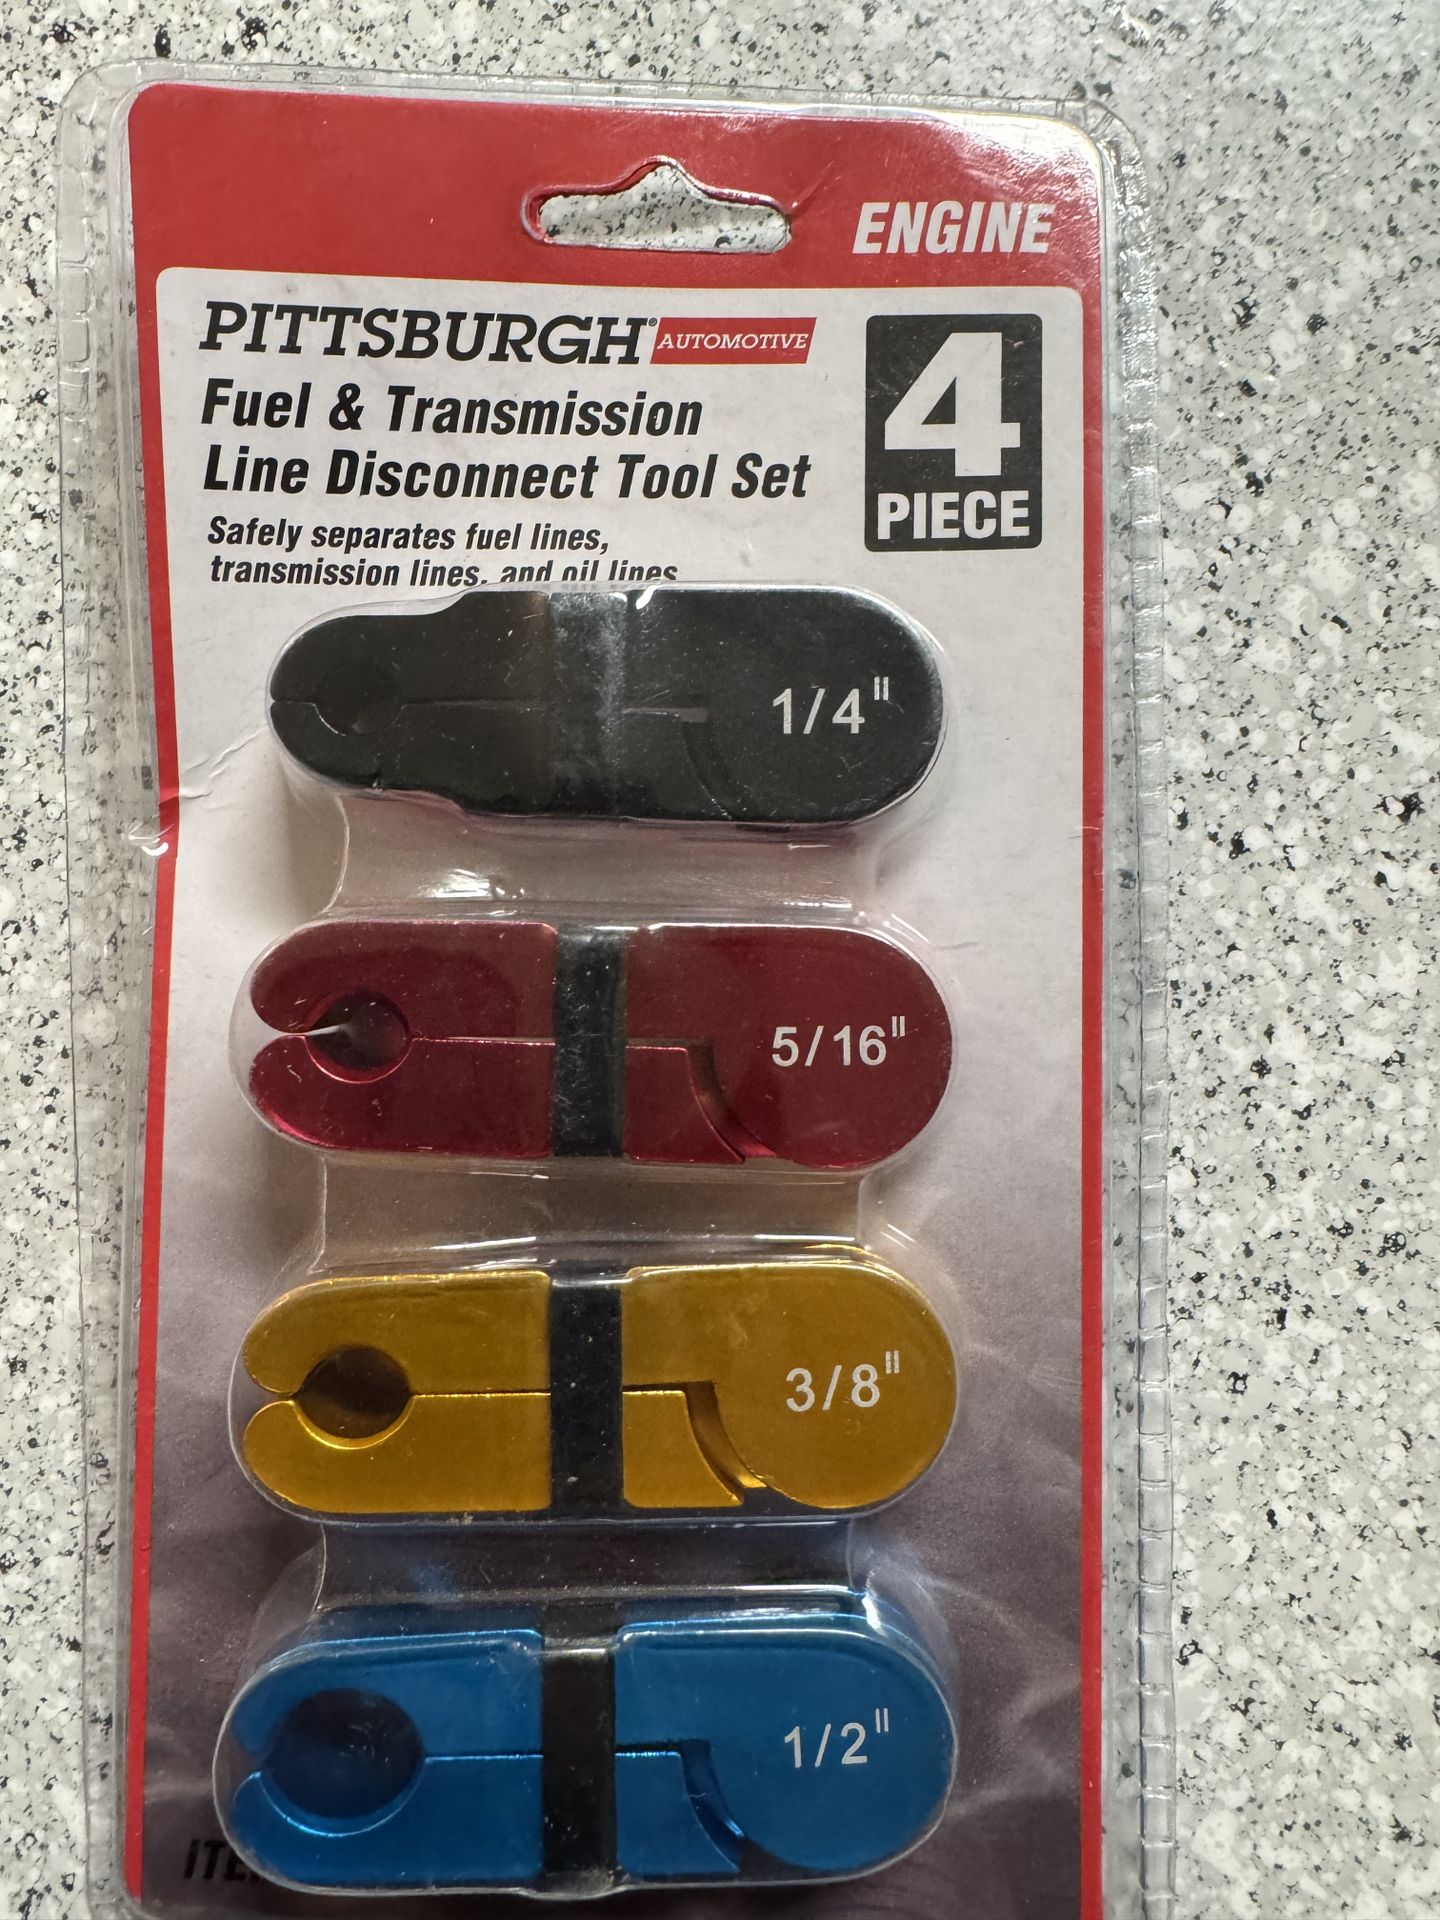 ENGINE
PITTSBURGH® AUTOMOTIVE
Fuel & Transmission
Line Disconnect Tool Set
4
PIECE
Safely separates fuel lines,
transmission lines, and oil lines
1/4"
5/16"
3/8"
1/2"